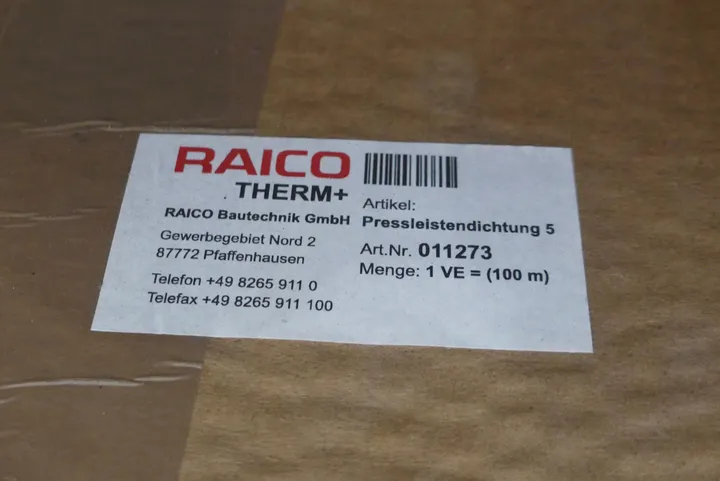 RAICO
THERM+
RAICO Bautechnik GmbH
Gewerbegebiet Nord 2
87772 Pfaffenhausen
Telefon +49 8265 911 0
Telefax +49 8265 911 100
Artikel:
Pressleistendichtung 5
Art.Nr. 011273
Menge: 1 VE = (100 m)